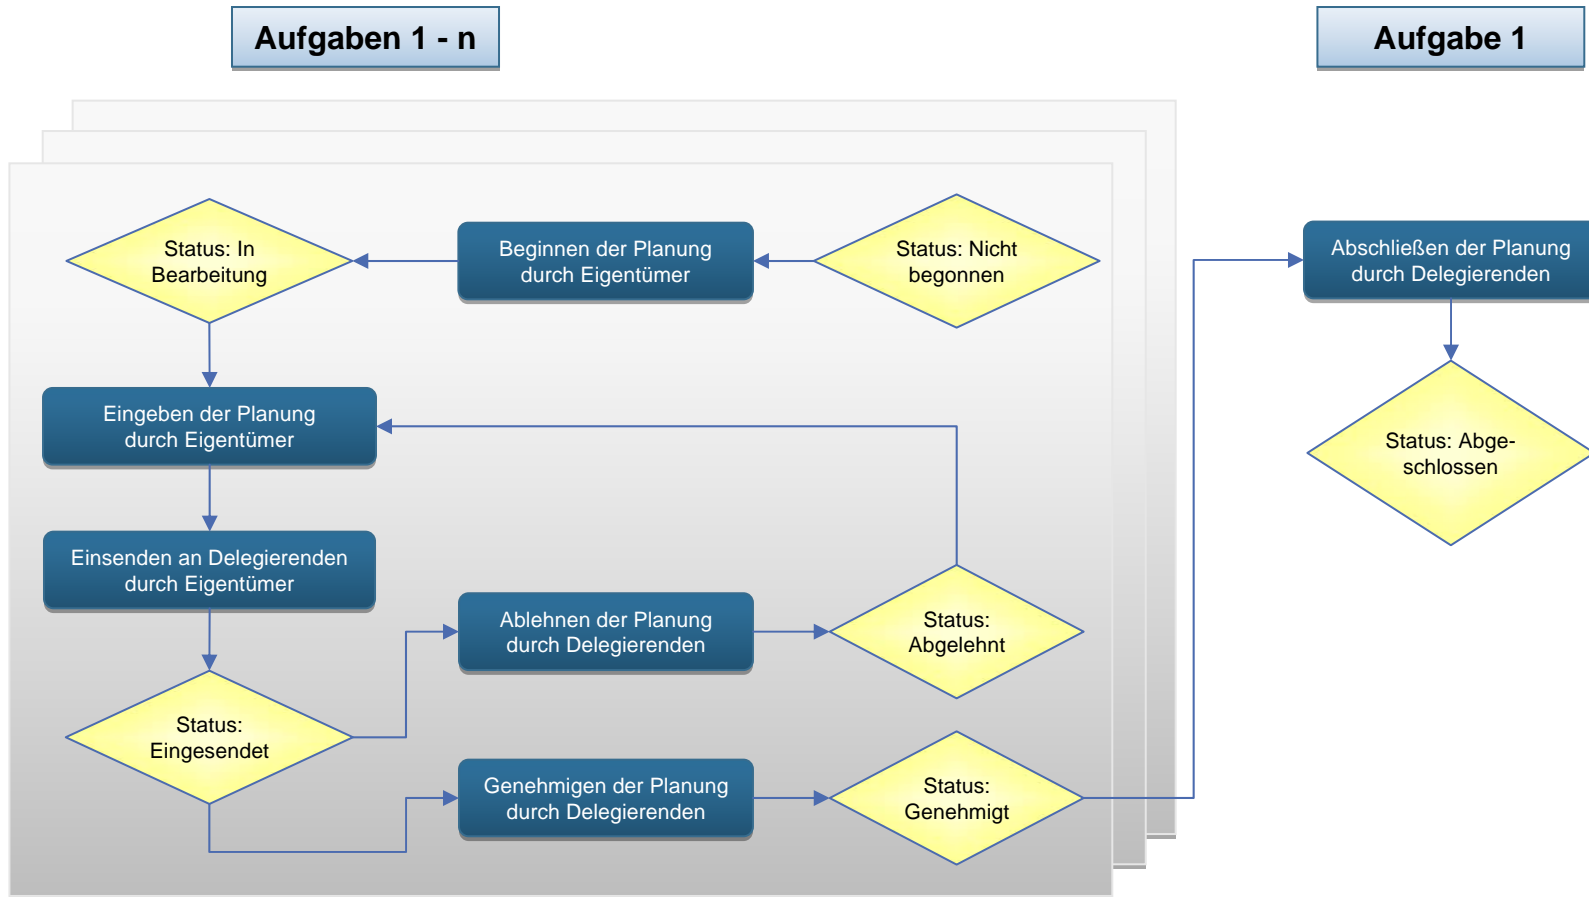 Aufgaben 1 - n
Aufgabe 1
Status: In
Bearbeitung
Beginnen der Planung
durch Eigentümer
Status: Nicht
begonnen
Abschließen der Planung
durch Delegierenden
Eingeben der Planung
durch Eigentümer
Status: Abge-
schlossen
Einsenden an Delegierenden
durch Eigentümer
Ablehnen der Planung
durch Delegierenden
Status:
Abgelehnt
Status:
Eingesendet
Genehmigen der Planung
durch Delegierenden
Status:
Genehmigt